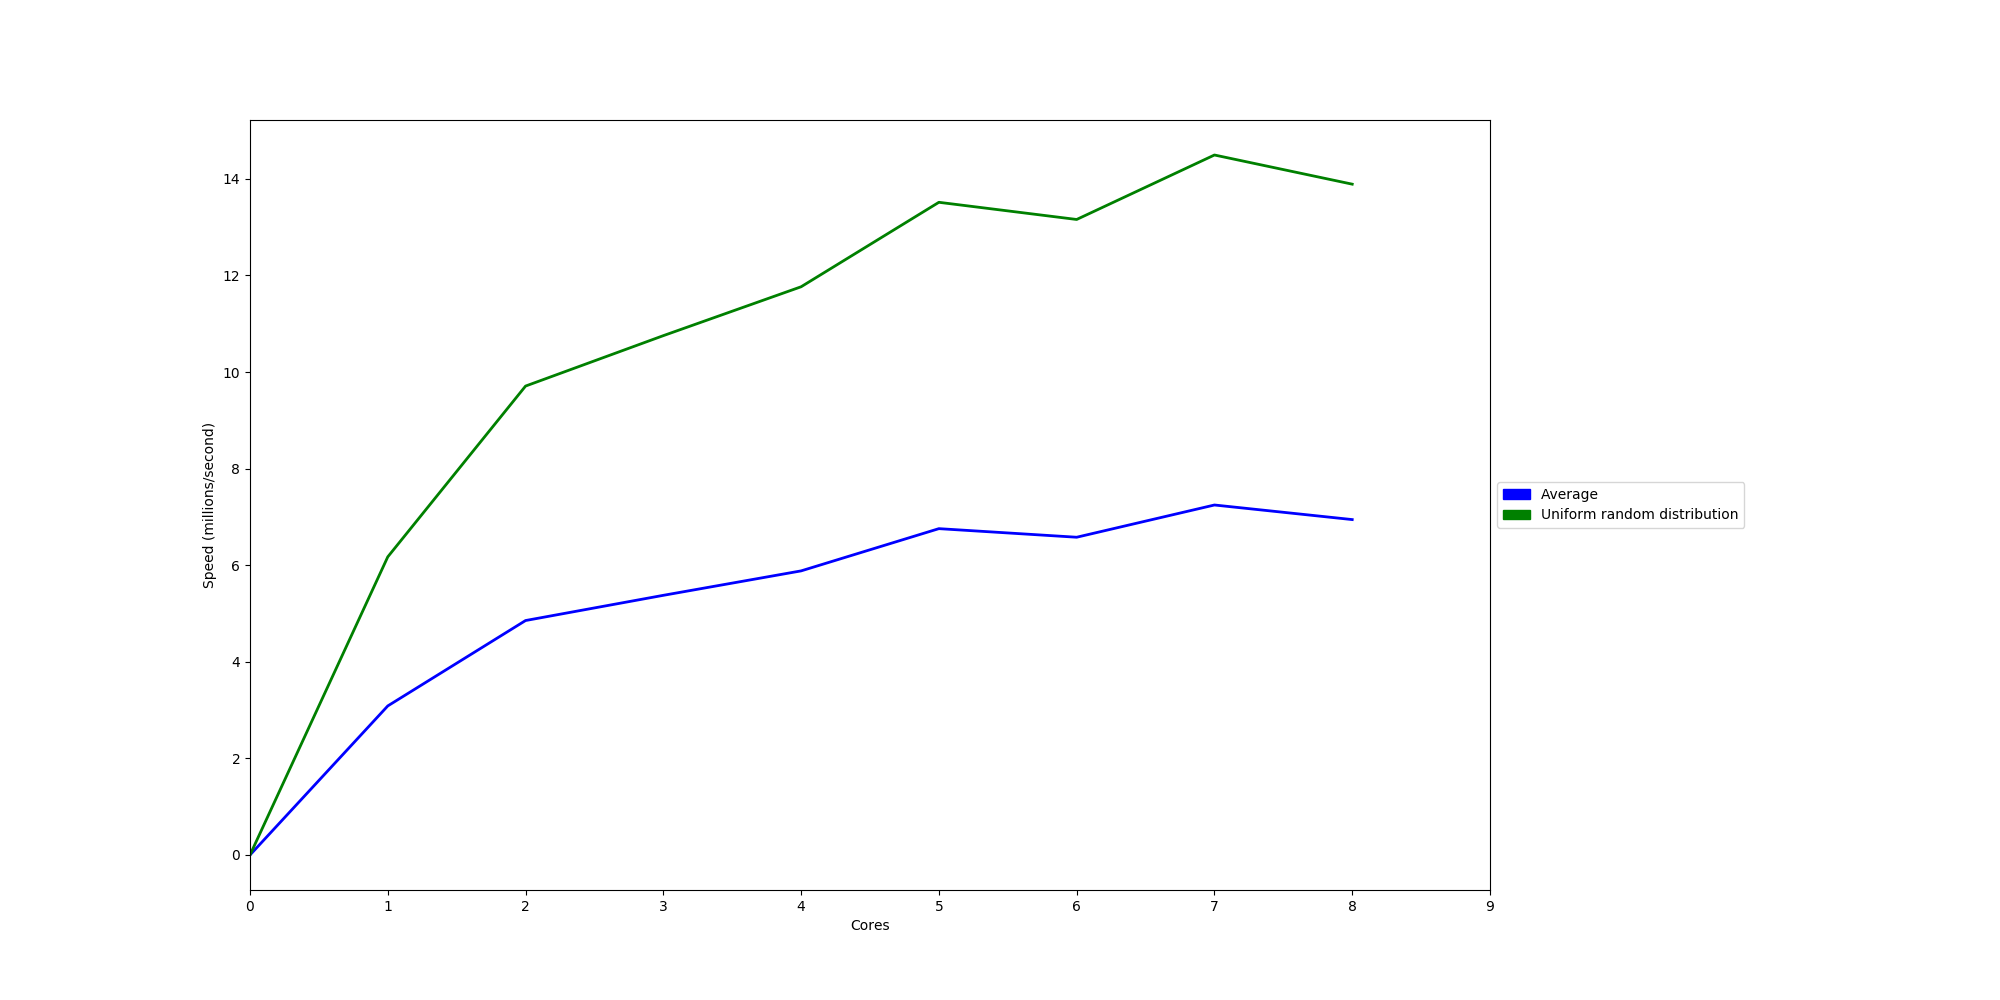 14
12
10
8
6
4
2
0
Speed (millions/second)
0 1 2 3 4 5 6 7 8 9
Cores
Average
Uniform random distribution